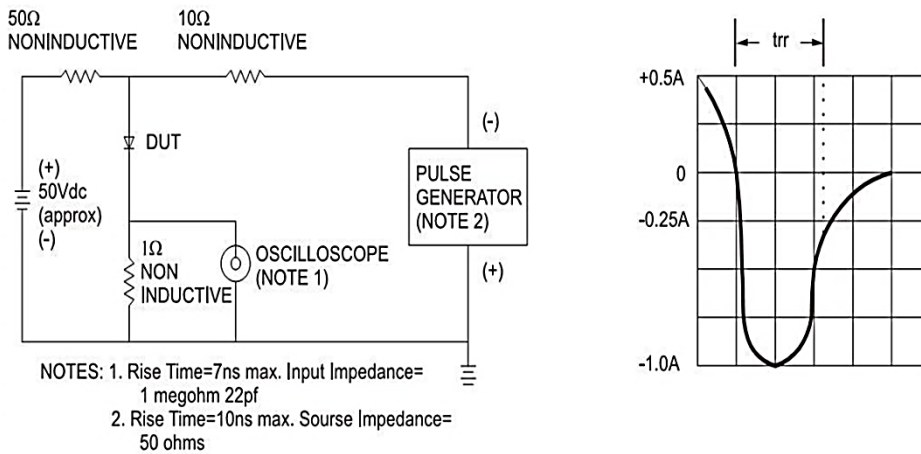 50Ω
NONINDUCTIVE
10Ω
NONINDUCTIVE
DUT
(+)
50Vdc
(approx)
(-)
1Ω
NON
INDUCTIVE
OSCILLOSCOPE
(NOTE 1)
(-)
PULSE
GENERATOR
(NOTE 2)
(+)
NOTES: 1. Rise Time=7ns max. Input Impedance=
1 megohm 22pf
2. Rise Time=10ns max. Sourse Impedance=
50 ohms
trr
+0.5A
0
-0.25A
-1.0A